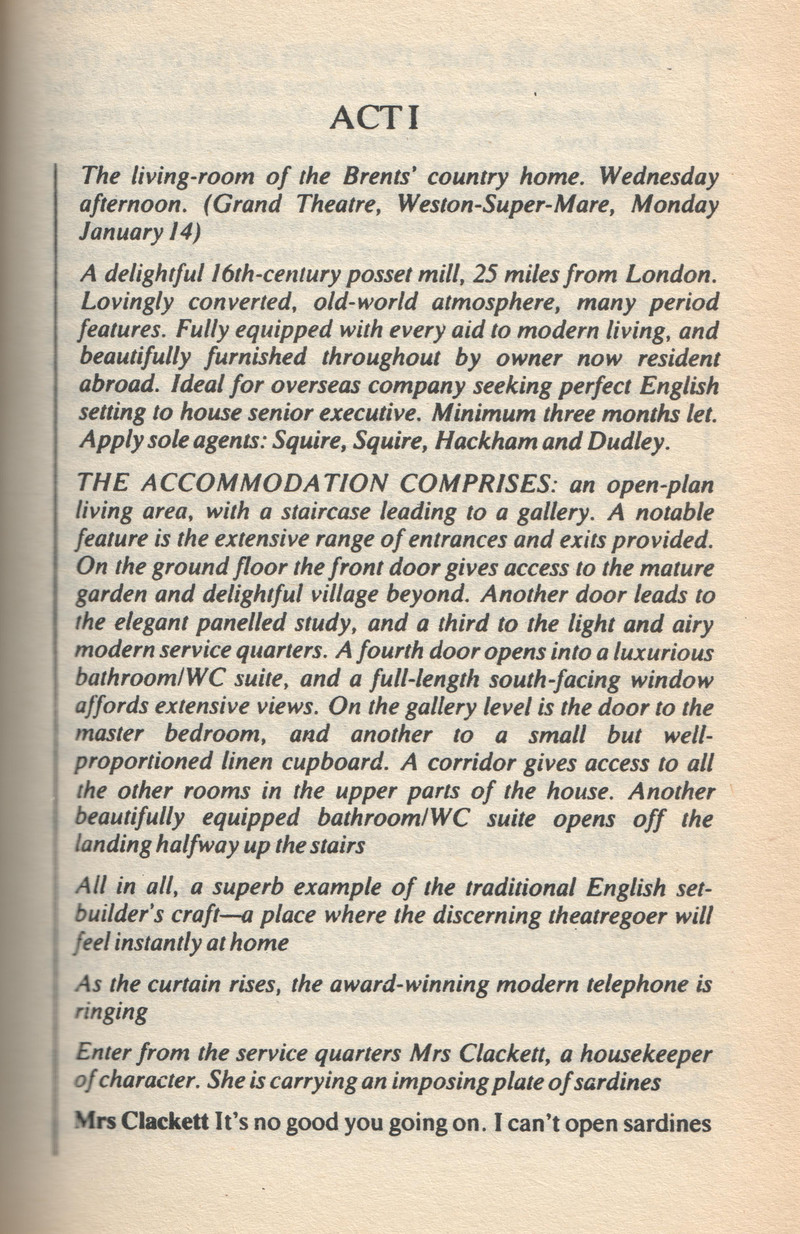 ACT I
The living-room of the Brents' country home. Wednesday
afternoon. (Grand Theatre, Weston-Super-Mare, Monday
January 14)
A delightful 16th-century posset mill, 25 miles from London.
Lovingly converted, old-world atmosphere, many period
features. Fully equipped with every aid to modern living, and
beautifully furnished throughout by owner now resident
abroad. Ideal for overseas company seeking perfect English
setting to house senior executive. Minimum three months let.
Apply sole agents: Squire, Squire, Hackham and Dudley.
THE ACCOMMODATION COMPRISES: an open-plan
living area, with a staircase leading to a gallery. A notable
feature is the extensive range of entrances and exits provided.
On the ground floor the front door gives access to the mature
garden and delightful village beyond. Another door leads to
the elegant panelled study, and a third to the light and airy
modern service quarters. A fourth door opens into a luxurious
bathroom/WC suite, and a full-length south-facing window
affords extensive views. On the gallery level is the door to the
master bedroom, and another to a small but well-
proportioned linen cupboard. A corridor gives access to all
the other rooms in the upper parts of the house. Another
beautifully equipped bathroom/WC suite opens off the
landing halfway up the stairs
All in all, a superb example of the traditional English set-
builder's craft—a place where the discerning theatregoer will
feel instantly at home
As the curtain rises, the award-winning modern telephone is
ringing
Enter from the service quarters Mrs Clackett, a housekeeper
of character. She is carrying an imposing plate of sardines
Mrs Clackett It's no good you going on. I can't open sardines